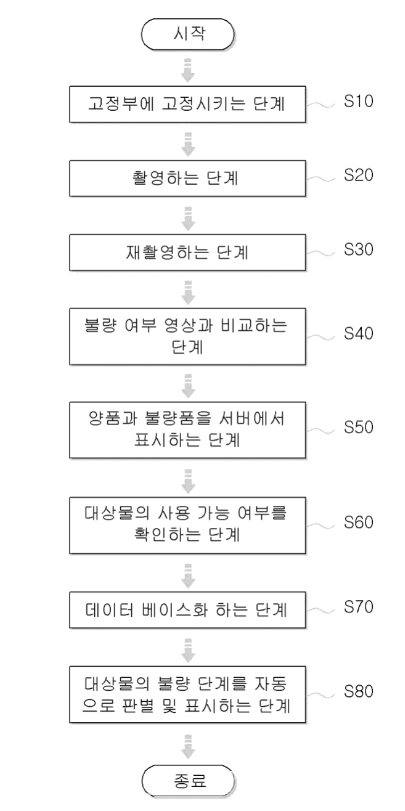 시작
고정부에 고정시키는 단계
S10
촬영하는 단계
S20
재촬영하는 단계
S30
불량 여부 영상과 비교하는
단계
S40
양품과 불량품을 서버에서
표시하는 단계
S50
대상물의 사용 가능 여부를
확인하는 단계
S60
데이터 베이스화 하는 단계
S70
대상물의 불량 단계를 자동
으로 판별 및 표시하는 단계
S80
종료